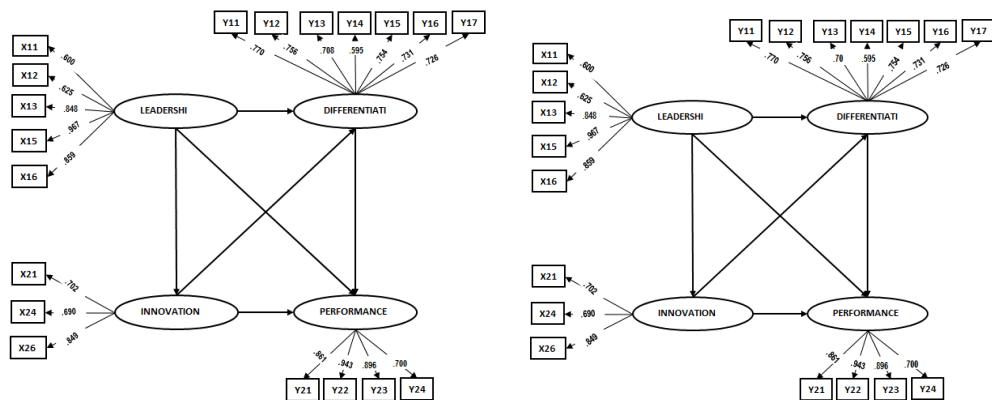 Y11 Y12 Y13 Y14 Y15 Y16 Y17
.770 .756 .708 .595 .754 .731 .726
X11 .600
X12 .625
X13 .848
X15 .967
X16 .859
LEADERSHI DIFFERENTIATI
X21 .702
X24 .690
X26 .849
INNOVATION PERFORMANCE
.861 .943 .896 .700
Y21 Y22 Y23 Y24
Y11 Y12 Y13 Y14 Y15 Y16 Y17
.770 .756 .70 .595 .754 .731 .726
X11 .600
X12 .625
X13 .848
X15 .967
X16 .859
LEADERSHI DIFFERENTIATI
X21 .702
X24 .690
X26 .849
INNOVATION PERFORMANCE
.861 .943 .896 .700
Y21 Y22 Y23 Y24